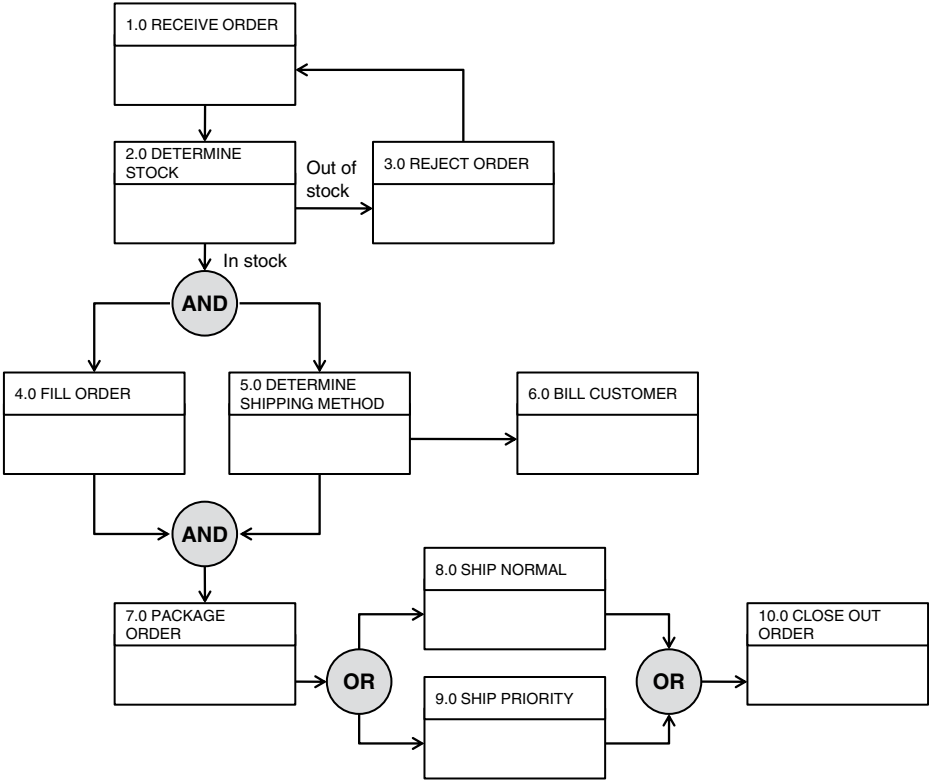 1.0 RECEIVE ORDER
2.0 DETERMINE
STOCK
Out of
stock
3.0 REJECT ORDER
In stock
AND
4.0 FILL ORDER
5.0 DETERMINE
SHIPPING METHOD
6.0 BILL CUSTOMER
AND
7.0 PACKAGE
ORDER
OR
8.0 SHIP NORMAL
9.0 SHIP PRIORITY
OR
10.0 CLOSE OUT
ORDER